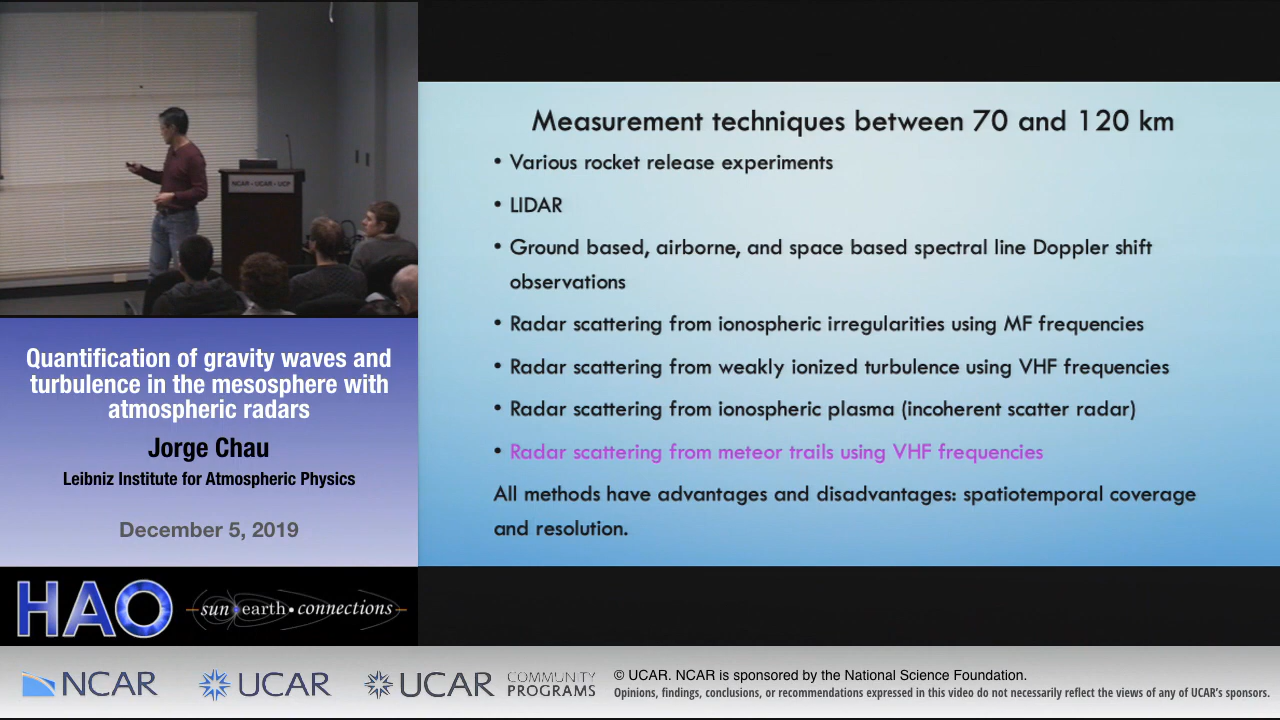 NCAR • UCAR • UCP
Quantification of gravity waves and
turbulence in the mesosphere with
atmospheric radars
Jorge Chau
Leibniz Institute for Atmospheric Physics
December 5, 2019
HAO
sun•earth•connections
Measurement techniques between 70 and 120 km
• Various rocket release experiments
• LIDAR
• Ground based, airborne, and space based spectral line Doppler shift
observations
• Radar scattering from ionospheric irregularities using MF frequencies
• Radar scattering from weakly ionized turbulence using VHF frequencies
• Radar scattering from ionospheric plasma (incoherent scatter radar)
• Radar scattering from meteor trails using VHF frequencies
All methods have advantages and disadvantages: spatiotemporal coverage
and resolution.
NCAR
UCAR
UCAR
COMMUNITY
PROGRAMS
© UCAR. NCAR is sponsored by the National Science Foundation.
Opinions, findings, conclusions, or recommendations expressed in this video do not necessarily reflect the views of any of UCAR's sponsors.